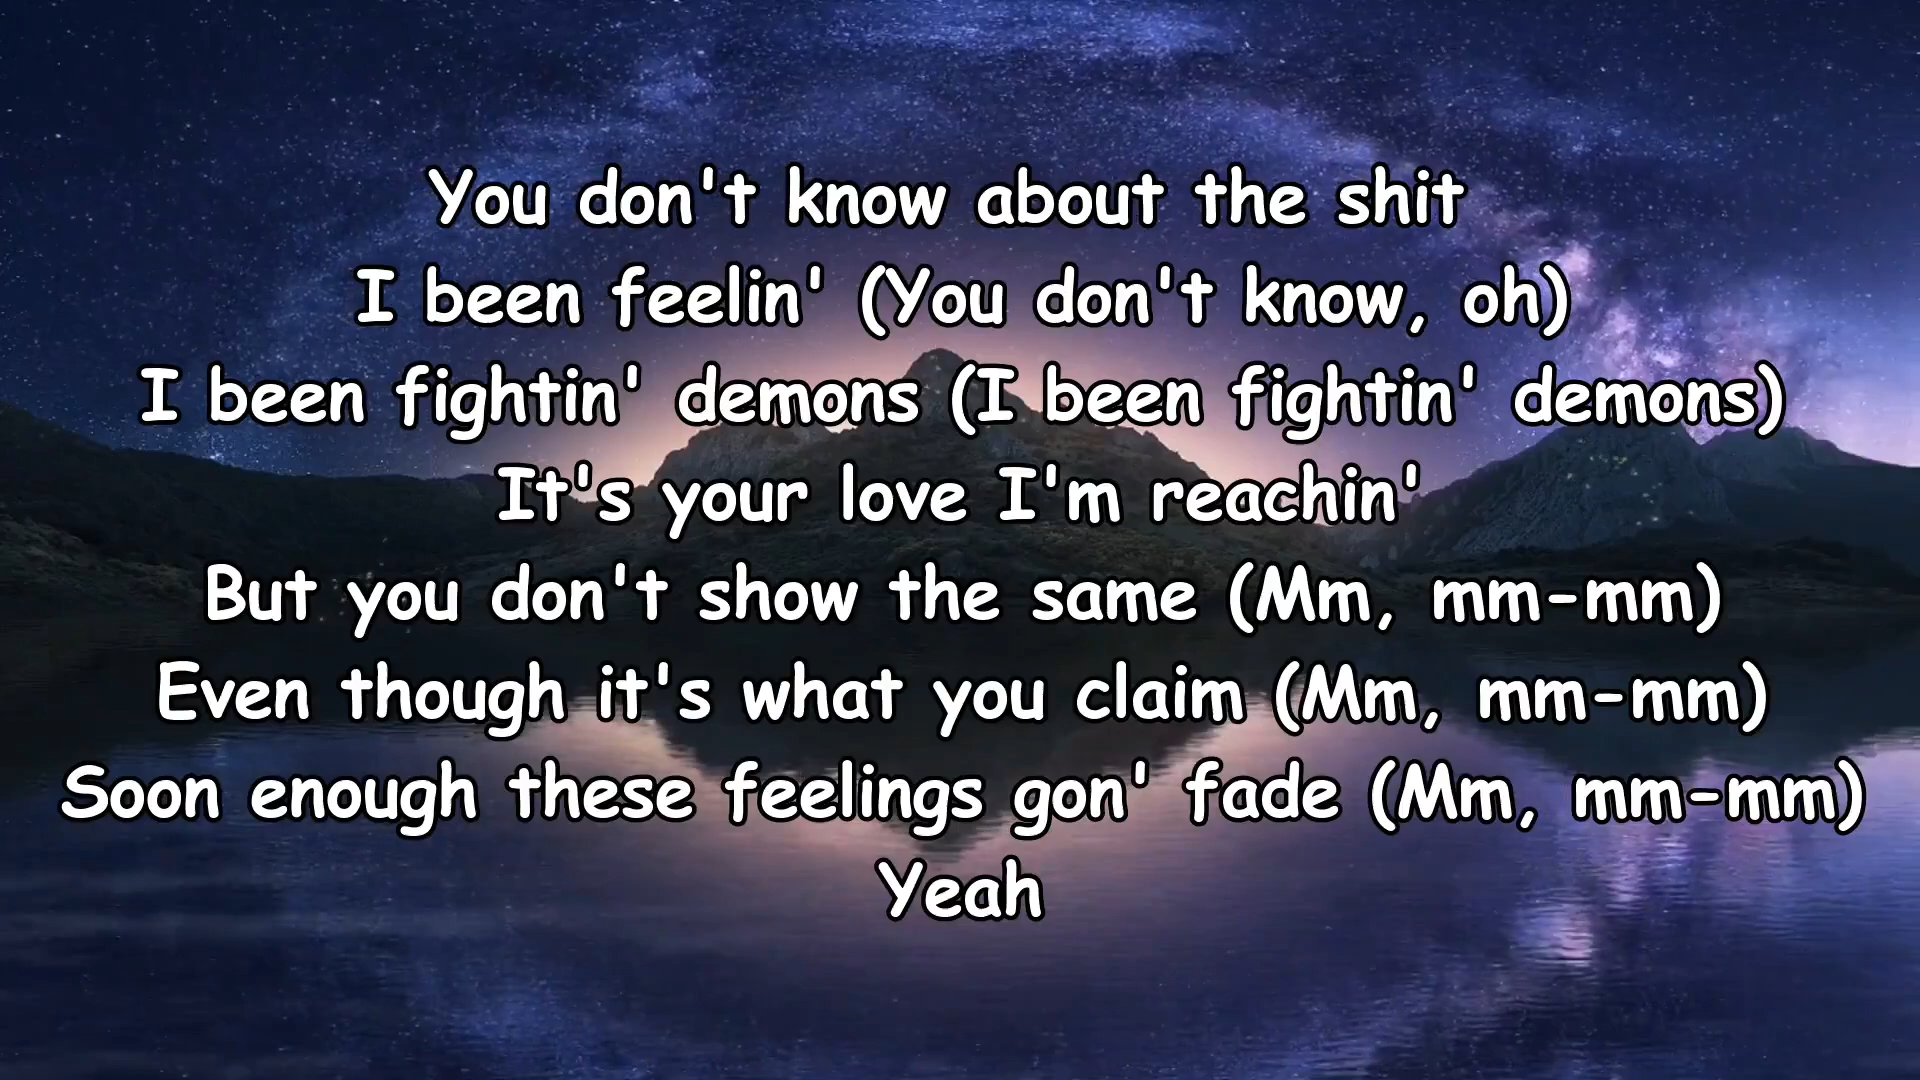 You don't know about the shit
I been feelin' (You don't know, oh)
I been fightin' demons (I been fightin' demons)
It's your love I'm reachin'
But you don't show the same (Mm, mm-mm)
Even though it's what you claim (Mm, mm-mm)
Soon enough these feelings gon' fade (Mm, mm-mm)
Yeah